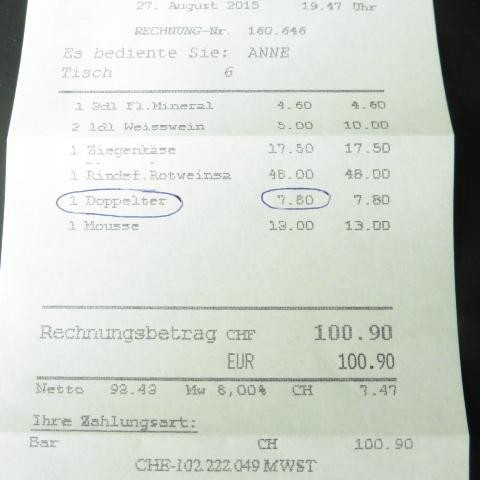 27. August 2015 19.47 Uhr
RECHNUNG-Nr. 160.646
Es bediente Sie: ANNE
Tisch 6
1 3dl Fl.Mineral 4.60 4.60
2 1dl Weisswein 5.00 10.00
1 Ziegenkäse 17.50 17.50
1 Rindsf.Rotweinsa 48.00 48.00
1 Doppelter 7.80 7.80
1 Mousse 13.00 13.00
Rechnungsbetrag CHF 100.90
EUR 100.90
Netto 93.43 Mw 8,00% CH 7.47
Ihre Zahlungsart:
Bar CH 100.90
CHE-102.222.049 MWST